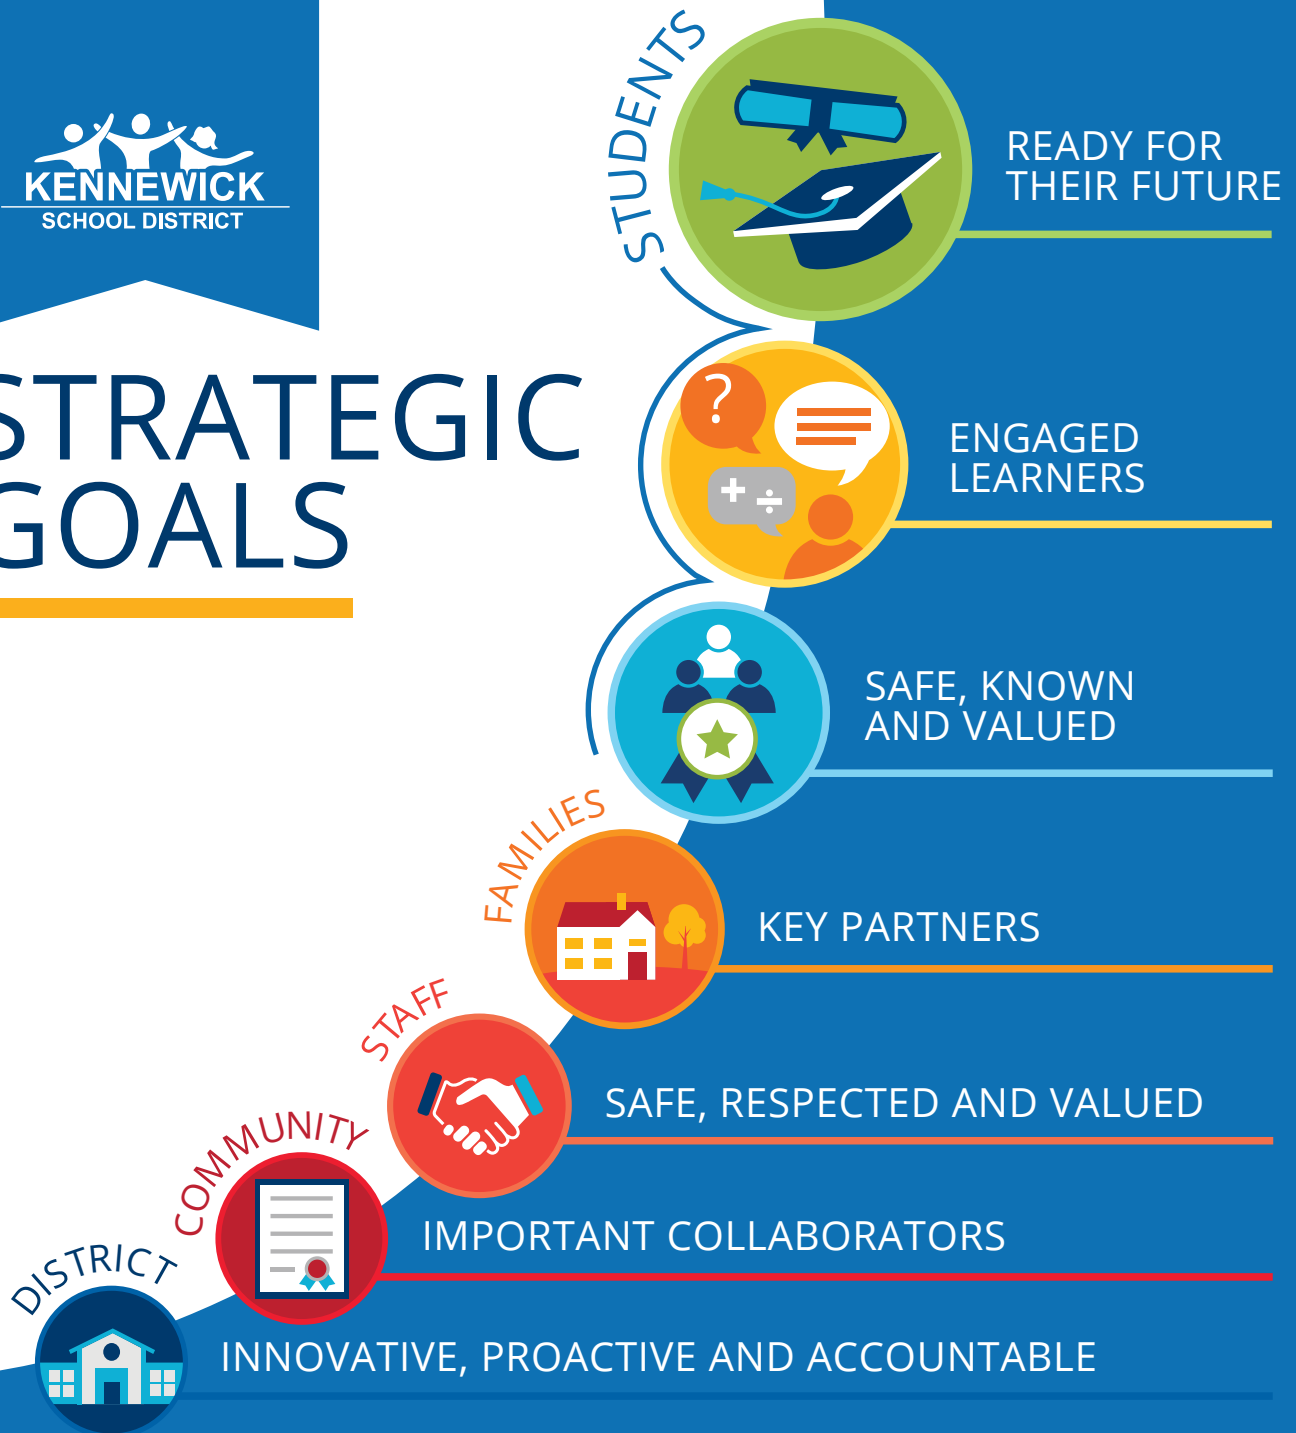 KENNEWICK
SCHOOL DISTRICT
STRATEGIC
GOALS
STUDENTS
READY FOR
THEIR FUTURE
?
ENGAGED
LEARNERS
+ ÷
SAFE, KNOWN
AND VALUED
FAMILIES
KEY PARTNERS
STAFF
SAFE, RESPECTED AND VALUED
COMMUNITY
IMPORTANT COLLABORATORS
DISTRICT
INNOVATIVE, PROACTIVE AND ACCOUNTABLE